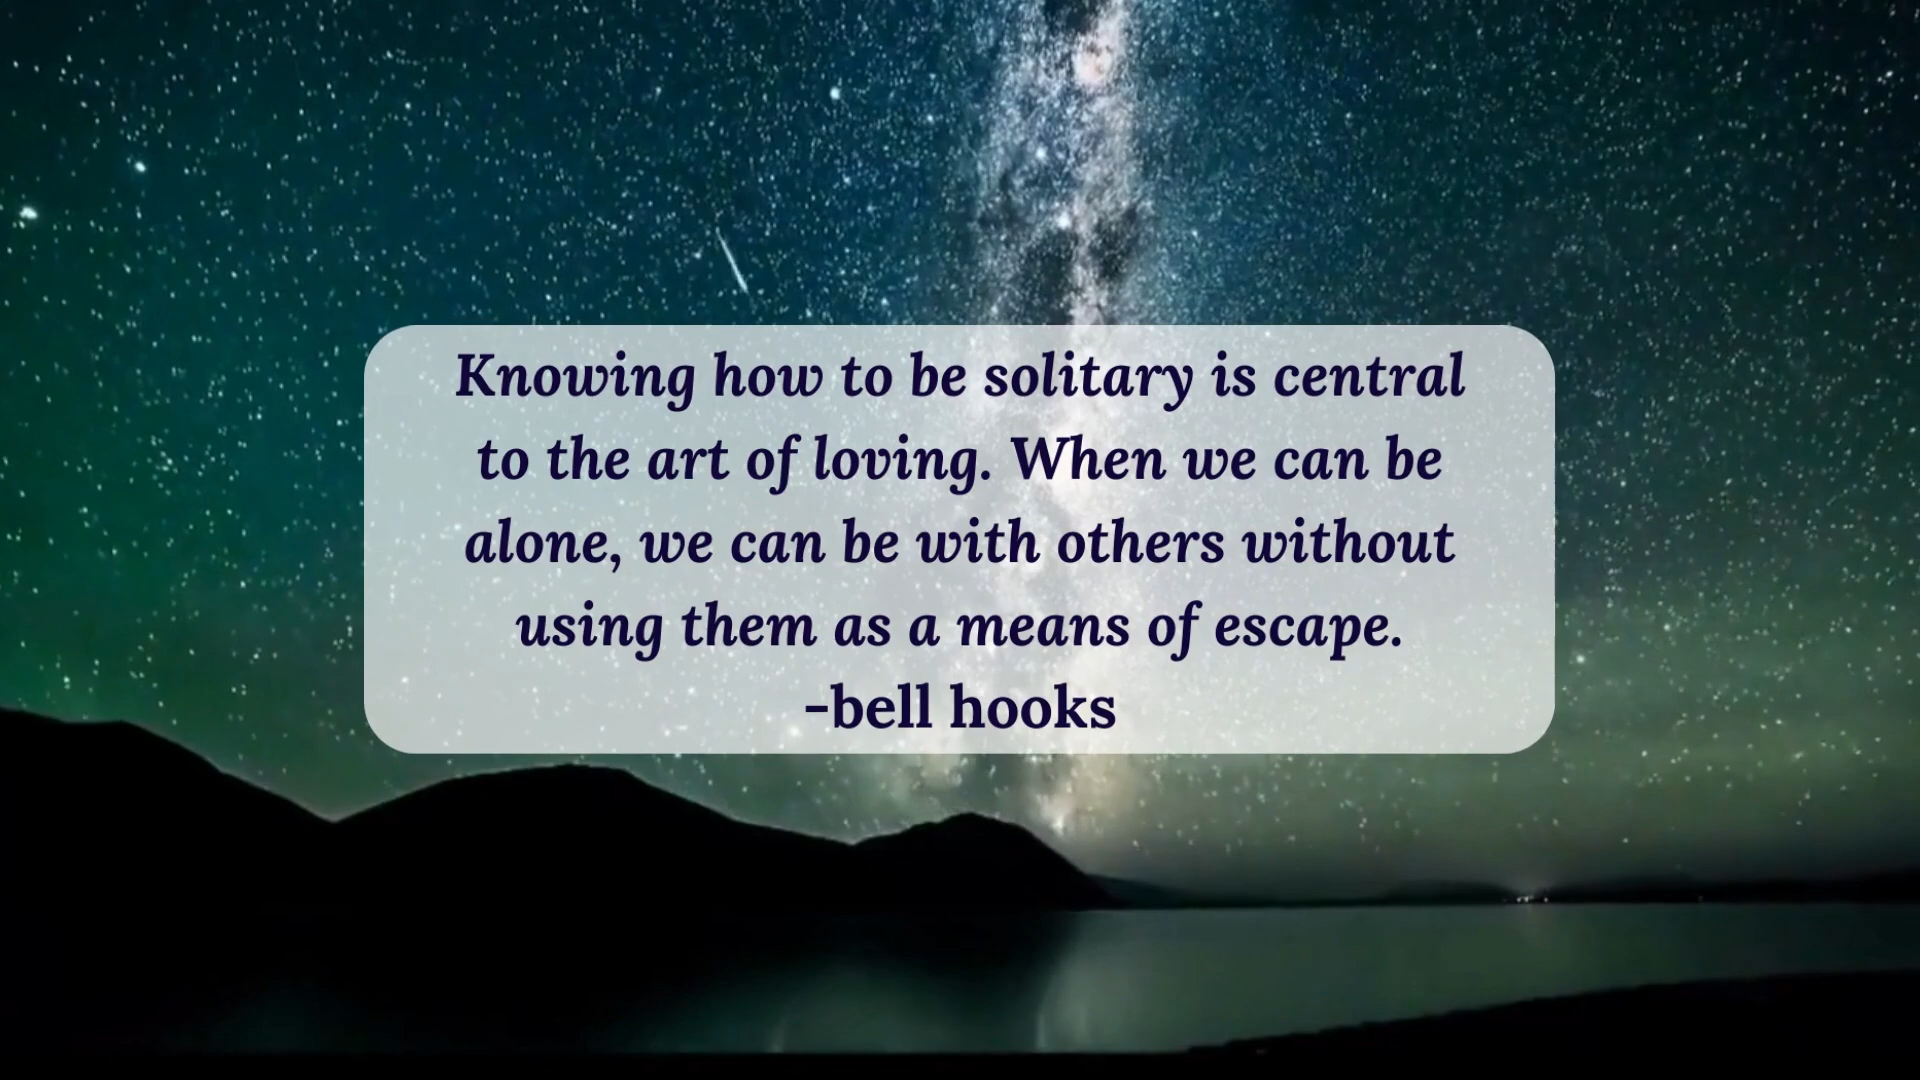 Knowing how to be solitary is central
to the art of loving. When we can be
alone, we can be with others without
using them as a means of escape.
-bell hooks